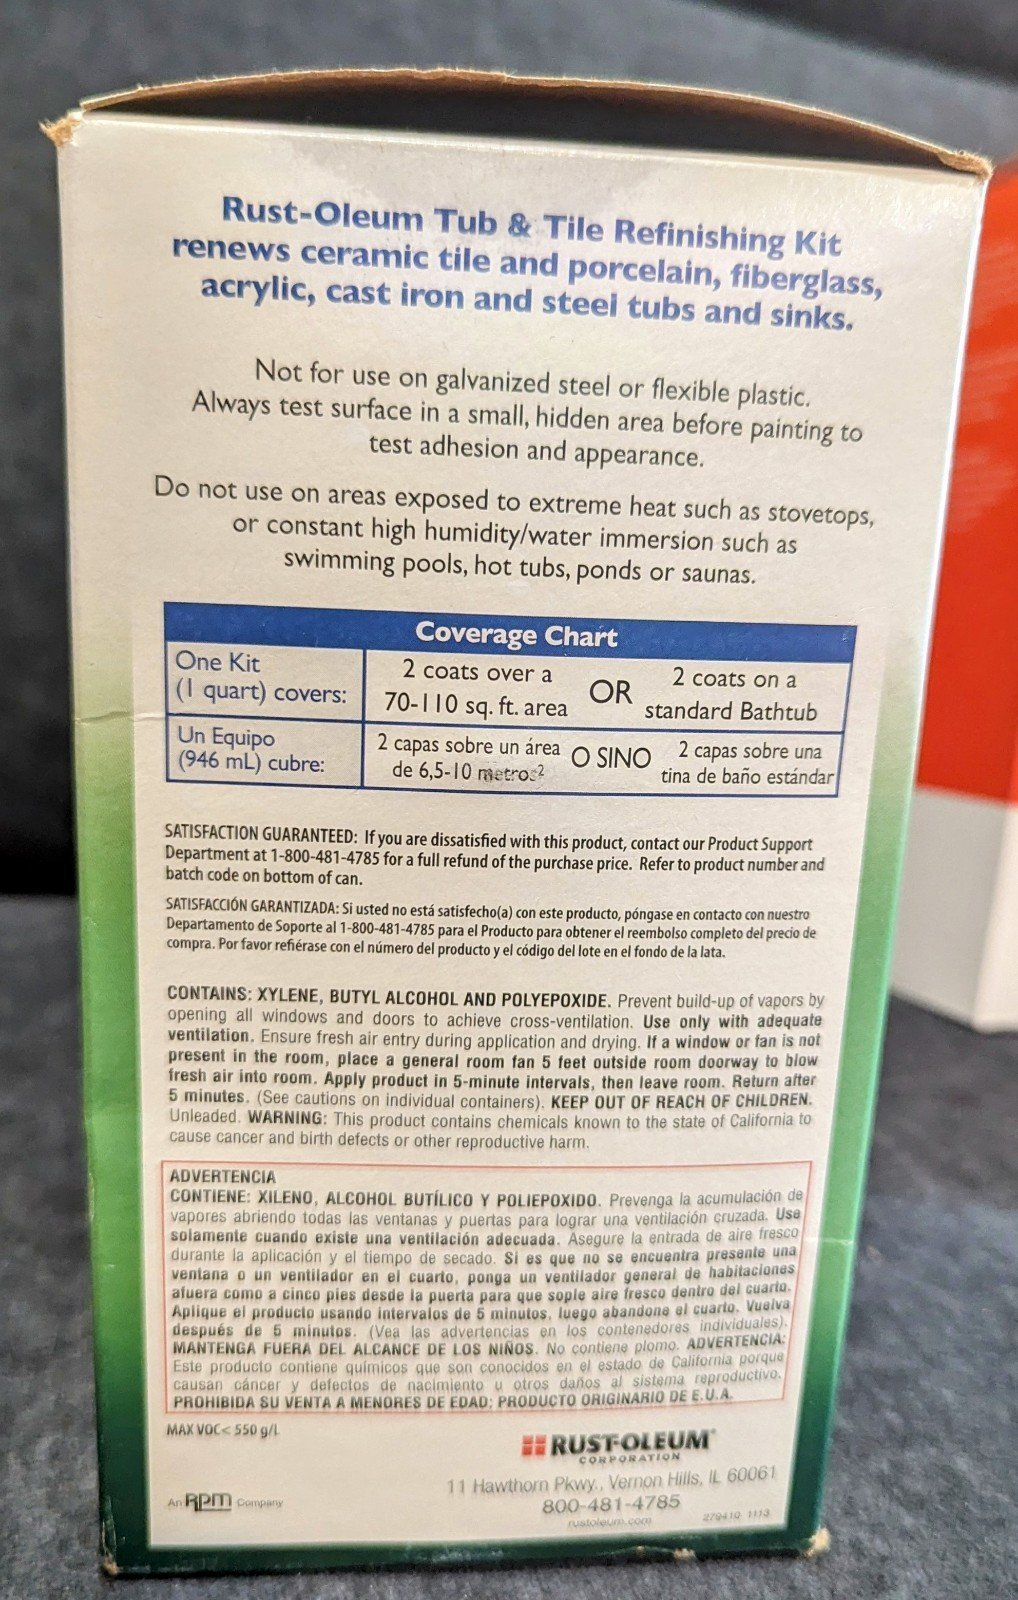 Rust-Oleum Tub & Tile Refinishing Kit
renews ceramic tile and porcelain, fiberglass,
acrylic, cast iron and steel tubs and sinks.
Not for use on galvanized steel or flexible plastic.
Always test surface in a small, hidden area before painting to
test adhesion and appearance.
Do not use on areas exposed to extreme heat such as stovetops,
or constant high humidity/water immersion such as
swimming pools, hot tubs, ponds or saunas.
Coverage Chart
One Kit
(1 quart) covers:
2 coats over a
70-110 sq. ft. area
OR
2 coats on a
standard Bathtub
Un Equipo
(946 mL) cubre:
2 capas sobre un área
de 6,5-10 metros²
O SINO
2 capas sobre una
tina de baño estándar
SATISFACTION GUARANTEED: If you are dissatisfied with this product, contact our Product Support
Department at 1-800-481-4785 for a full refund of the purchase price. Refer to product number and
batch code on bottom of can.
SATISFACCIÓN GARANTIZADA: Si usted no está satisfecho(a) con este producto, póngase en contacto con nuestro
Departamento de Soporte al 1-800-481-4785 para el Producto para obtener el reembolso completo del precio de
compra. Por favor refiérase con el número del producto y el código del lote en el fondo de la lata.
CONTAINS: XYLENE, BUTYL ALCOHOL AND POLYEPOXIDE. Prevent build-up of vapors by
opening all windows and doors to achieve cross-ventilation. Use only with adequate
ventilation. Ensure fresh air entry during application and drying. If a window or fan is not
present in the room, place a general room fan 5 feet outside room doorway to blow
fresh air into room. Apply product in 5-minute intervals, then leave room. Return after
5 minutes. (See cautions on individual containers). KEEP OUT OF REACH OF CHILDREN.
Unleaded. WARNING: This product contains chemicals known to the state of California to
cause cancer and birth defects or other reproductive harm.
ADVERTENCIA
CONTIENE: XILENO, ALCOHOL BUTÍLICO Y POLIEPOXIDO. Prevenga la acumulación de
vapores abriendo todas las ventanas y puertas para lograr una ventilación cruzada. Use
solamente cuando existe una ventilación adecuada. Asegure la entrada de aire fresco
durante la aplicación y el tiempo de secado. Si es que no se encuentra presente una
ventana o un ventilador en el cuarto, ponga un ventilador general de habitaciones
afuera como a cinco pies desde la puerta para que sople aire fresco dentro del cuarto.
Aplique el producto usando intervalos de 5 minutos, luego abandone el cuarto. Vuelva
después de 5 minutos. (Vea las advertencias en los contenedores individuales).
MANTENGA FUERA DEL ALCANCE DE LOS NIÑOS. No contiene plomo. ADVERTENCIA:
Este producto contiene químicos que son conocidos en el estado de California porque
causan cáncer y defectos de nacimiento u otros daños al sistema reproductivo.
PROHIBIDA SU VENTA A MENORES DE EDAD; PRODUCTO ORIGINARIO DE E.U.A.
MAX VOC< 550 g/L
RUST-OLEUM
CORPORATION
11 Hawthorn Pkwy., Vernon Hills, IL 60061
800-481-4785
rustoleum.com
An RPM Company
279410 1113